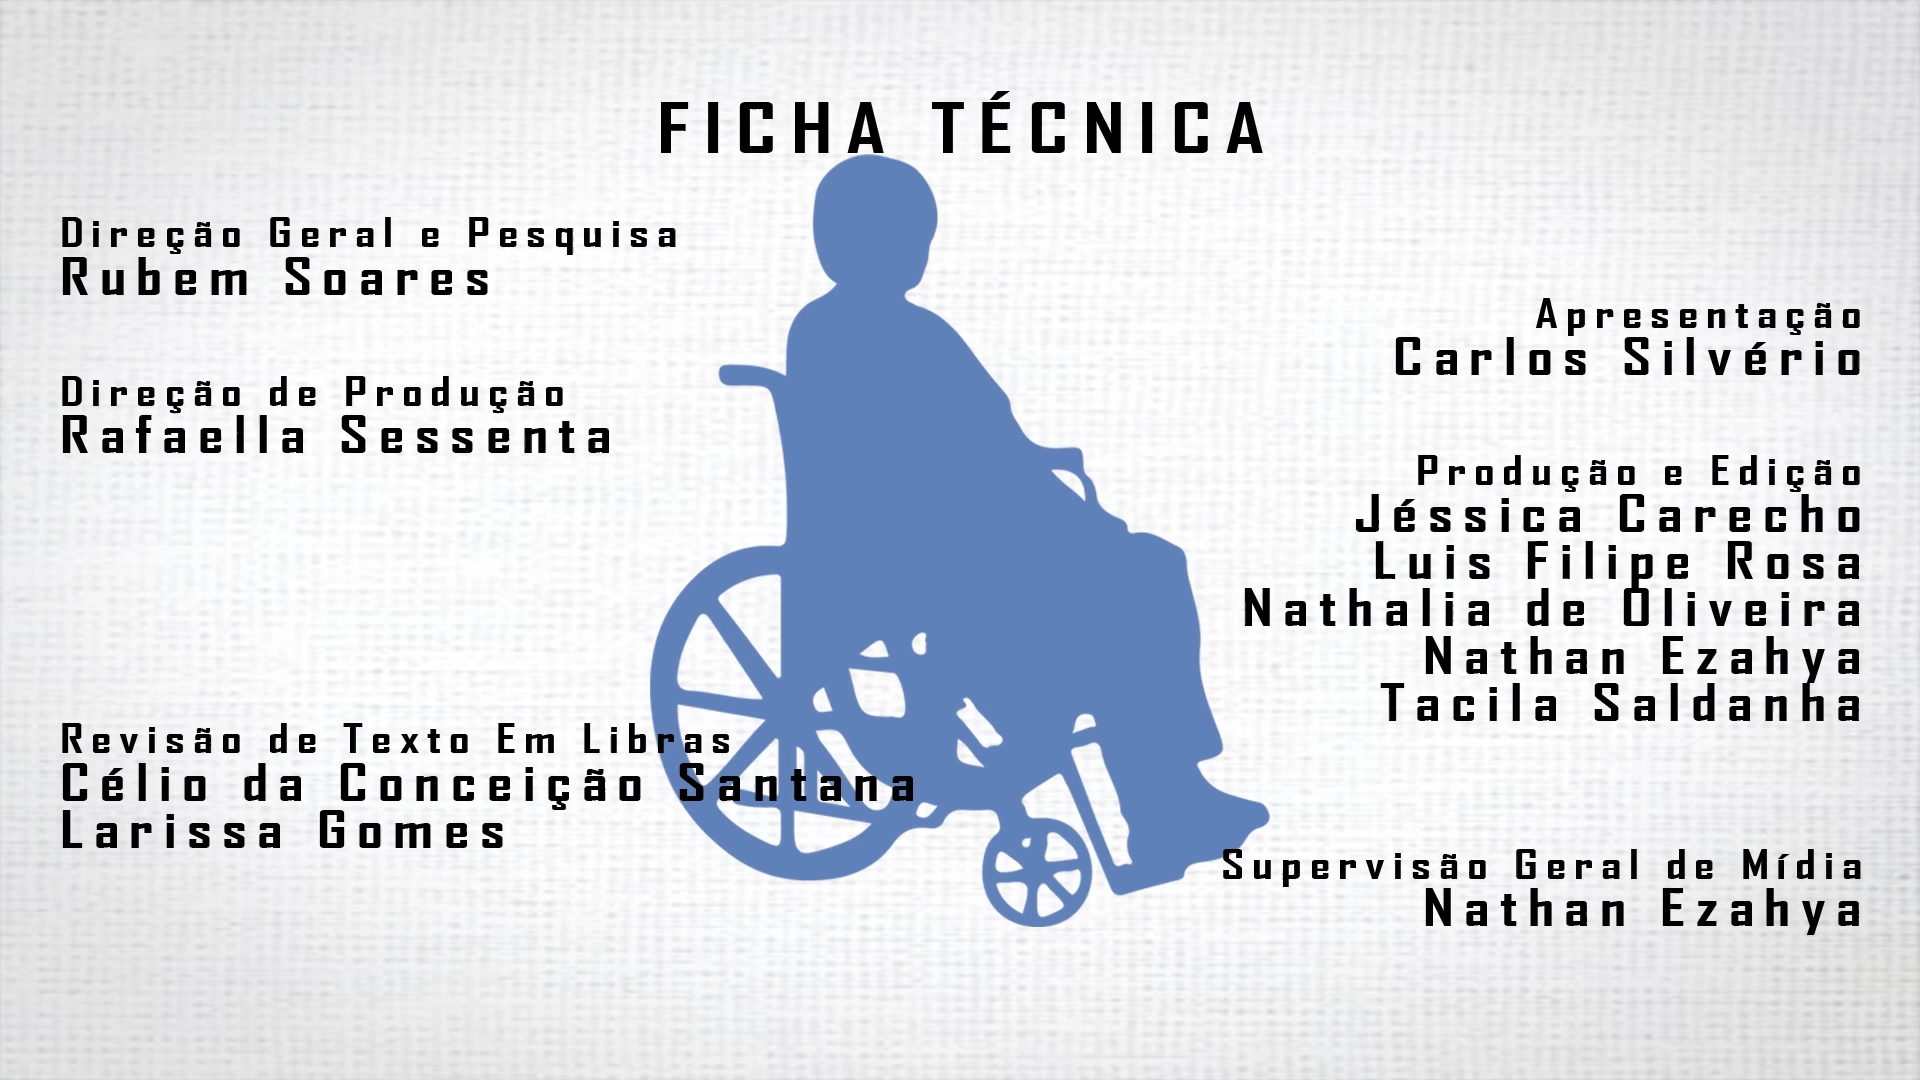 FICHA TÉCNICA
Direção Geral e Pesquisa
Rubem Soares
Direção de Produção
Rafaella Sessenta
Revisão de Texto Em Libras
Célio da Conceição Santana
Larissa Gomes
Apresentação
Carlos Silvério
Produção e Edição
Jéssica Carecho
Luis Filipe Rosa
Nathalia de Oliveira
Nathan Ezahya
Tacila Saldanha
Supervisão Geral de Mídia
Nathan Ezahya